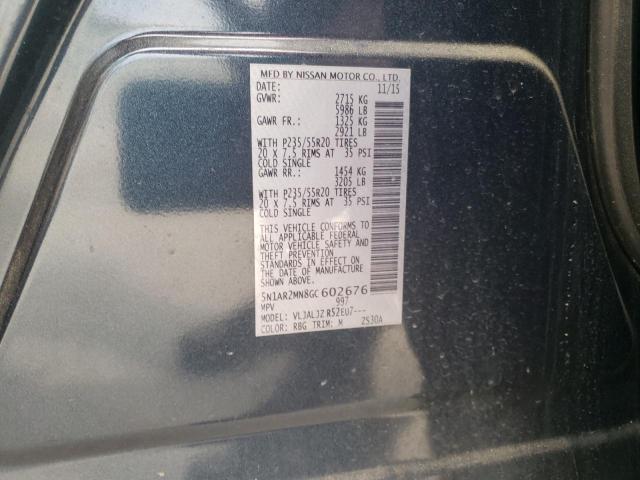 MFD BY NISSAN MOTOR CO., LTD.
DATE: 11/15
GVWR: 2715 KG
5986 LB
GAWR FR.: 1325 KG
2921 LB
WITH P235/55R20 TIRES
20 X 7.5 RIMS AT 35 PSI
COLD SINGLE
GAWR RR.: 1454 KG
3205 LB
WITH P235/55R20 TIRES
20 X 7.5 RIMS AT 35 PSI
COLD SINGLE
THIS VEHICLE CONFORMS TO
ALL APPLICABLE FEDERAL
MOTOR VEHICLE SAFETY AND
THEFT PREVENTION
STANDARDS IN EFFECT ON
THE DATE OF MANUFACTURE
SHOWN ABOVE.
5N1AR2MN8GC602676
MPV 997
MODEL: VLJALJZ R52EU7---
COLOR: RBG TRIM: M ZS30A